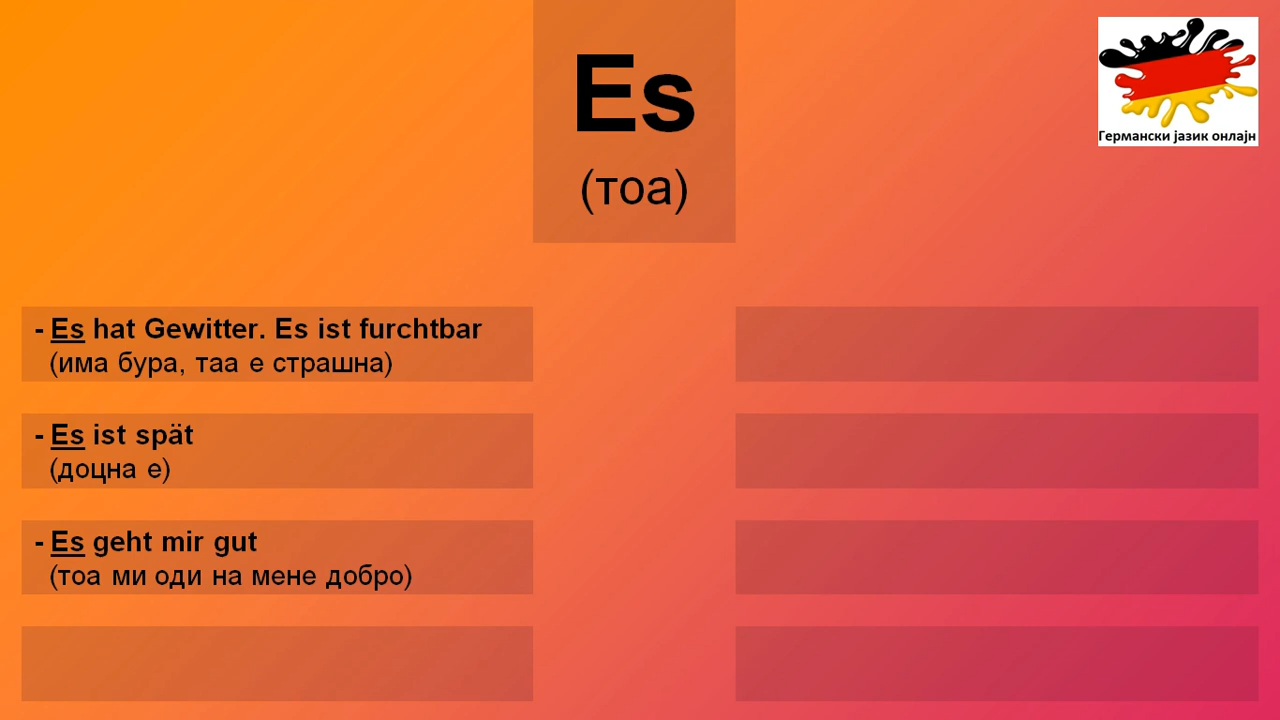 Es
(тоа)
Германски јазик онлајн
- Es hat Gewitter. Es ist furchtbar
(има бура, таа е страшна)
- Es ist spät
(доцна е)
- Es geht mir gut
(тоа ми оди на мене добро)